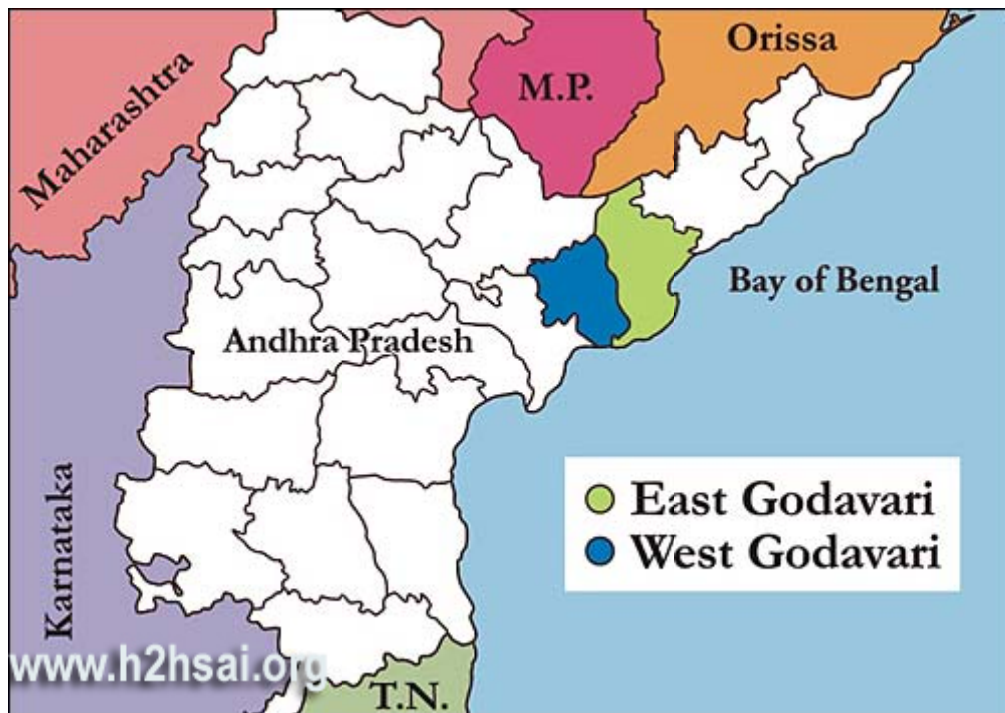 Maharashtra
M.P.
Orissa
Bay of Bengal
Andhra Pradesh
East Godavari
West Godavari
Karnataka
www.h2hsai.org
T.N.